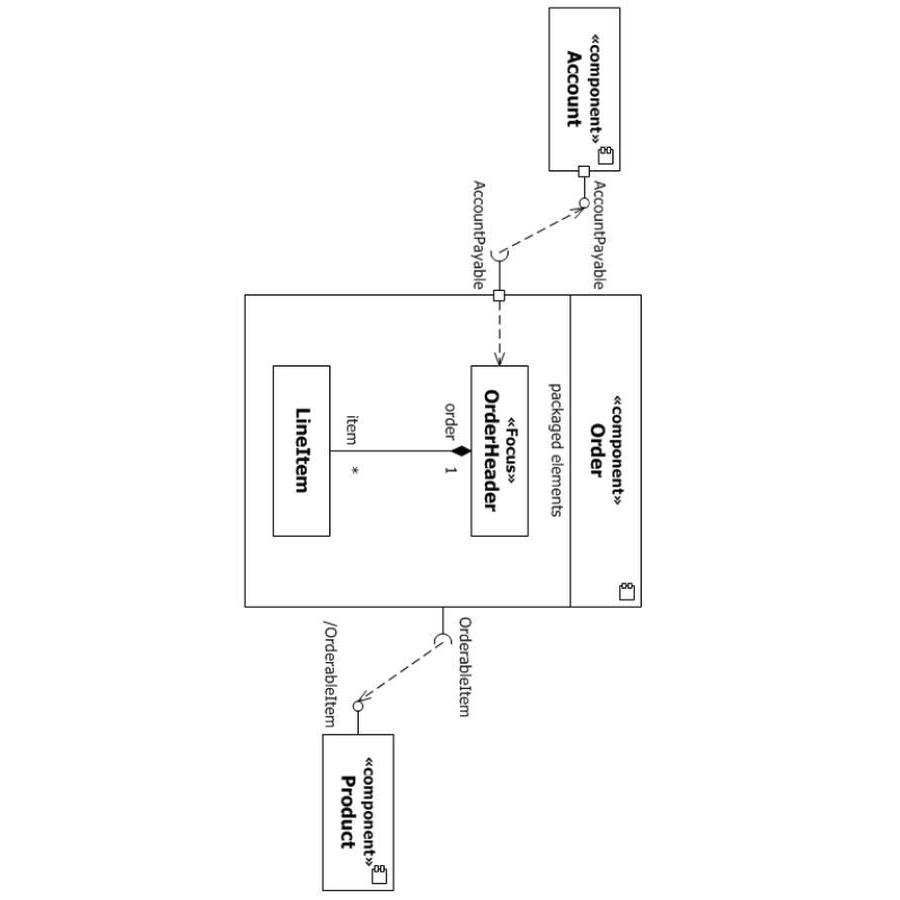 «component»
Account
AccountPayable
AccountPayable
«component»
Order
packaged elements
«Focus»
OrderHeader
order
1
item
*
LineItem
OrderableItem
/OrderableItem
«component»
Product